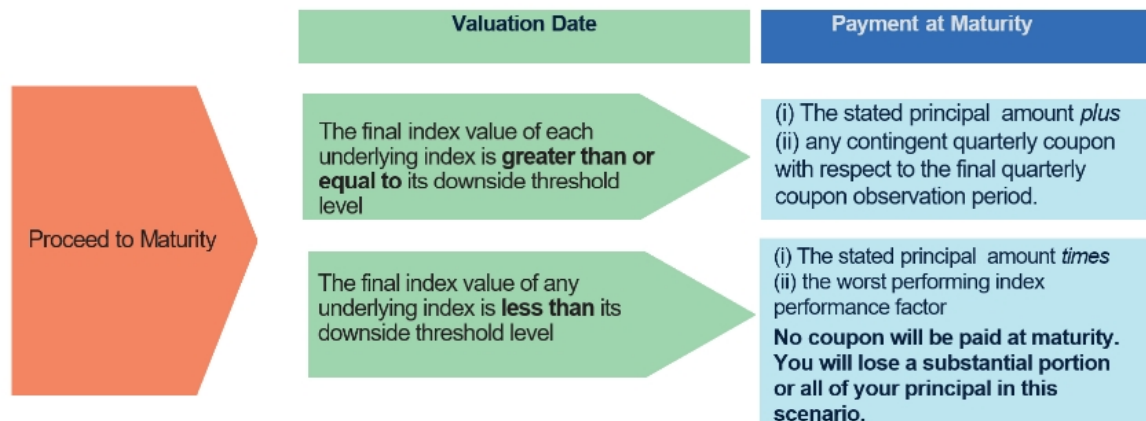 Valuation Date
Payment at Maturity
Proceed to Maturity
The final index value of each
underlying index is greater than or
equal to its downside threshold
level
(i) The stated principal amount plus
(ii) any contingent quarterly coupon
with respect to the final quarterly
coupon observation period.
The final index value of any
underlying index is less than its
downside threshold level
(i) The stated principal amount times
(ii) the worst performing index
performance factor
No coupon will be paid at maturity.
You will lose a substantial portion
or all of your principal in this
scenario.